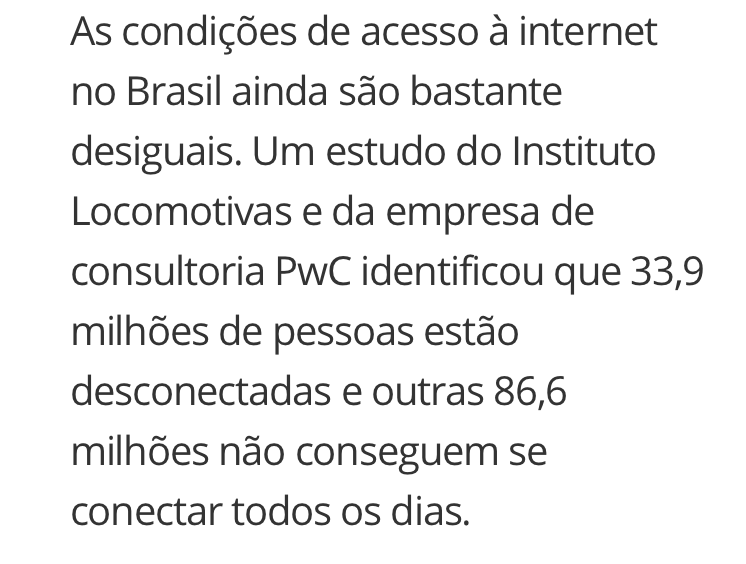 As condições de acesso à internet
no Brasil ainda são bastante
desiguais. Um estudo do Instituto
Locomotivas e da empresa de
consultoria PwC identificou que 33,9
milhões de pessoas estão
desconectadas e outras 86,6
milhões não conseguem se
conectar todos os dias.